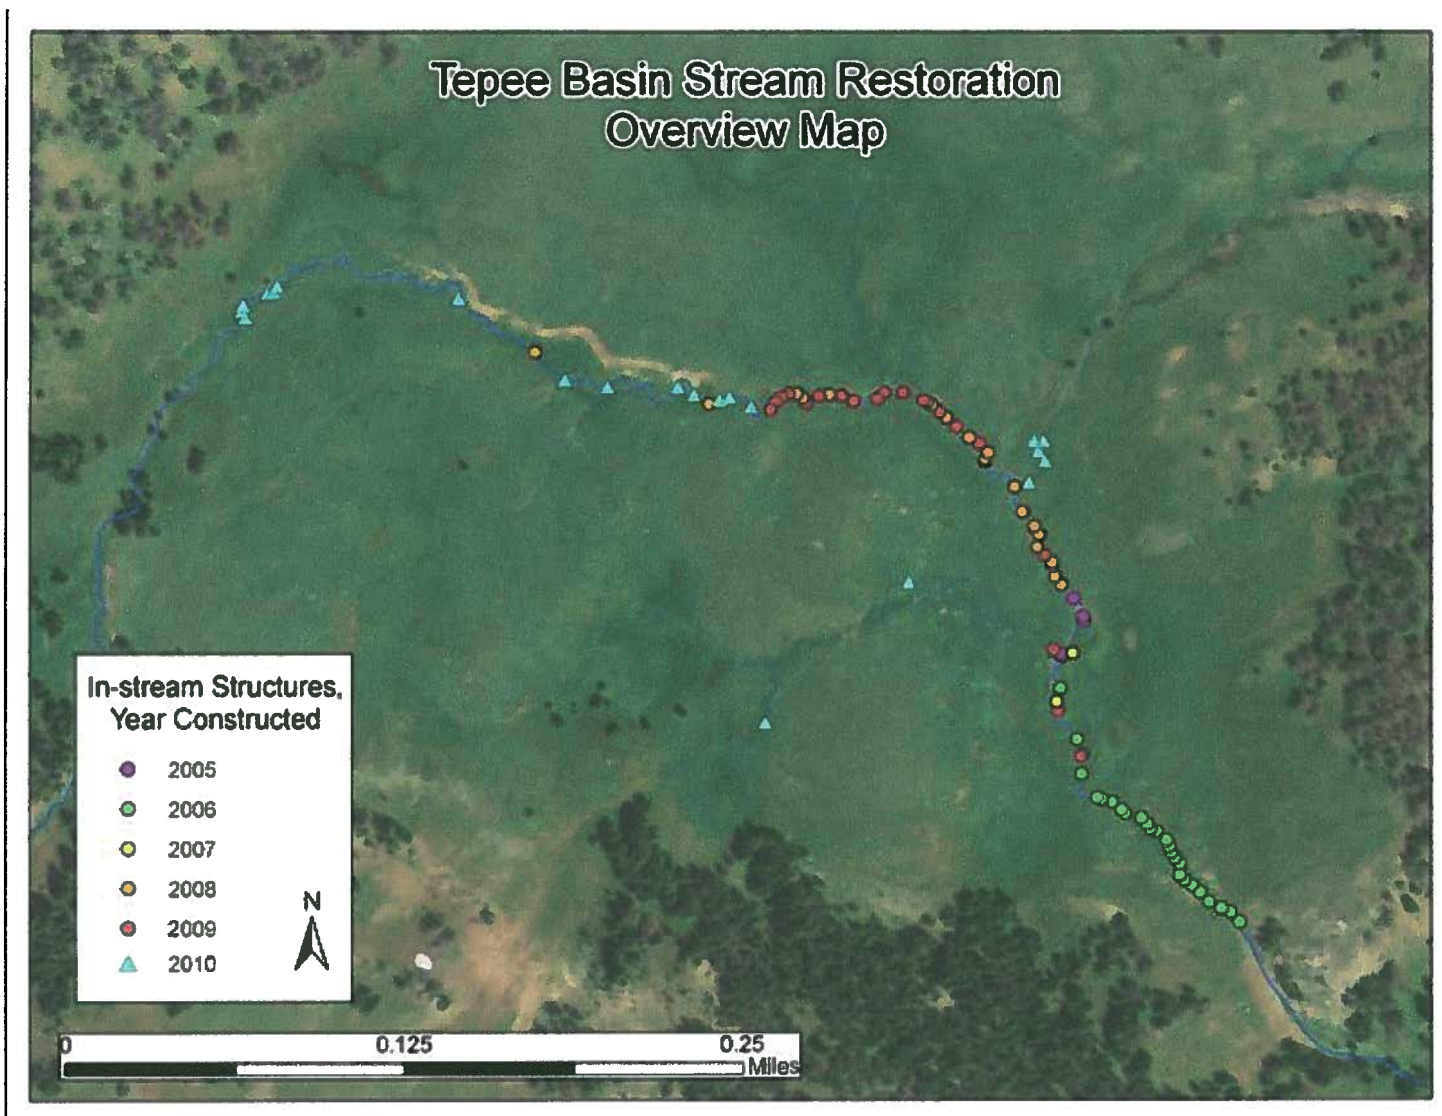 Tepee Basin Stream Restoration
Overview Map
In-stream Structures,
Year Constructed
2005
2006
2007
2008
2009
2010
N
0 0.125 0.25
Miles